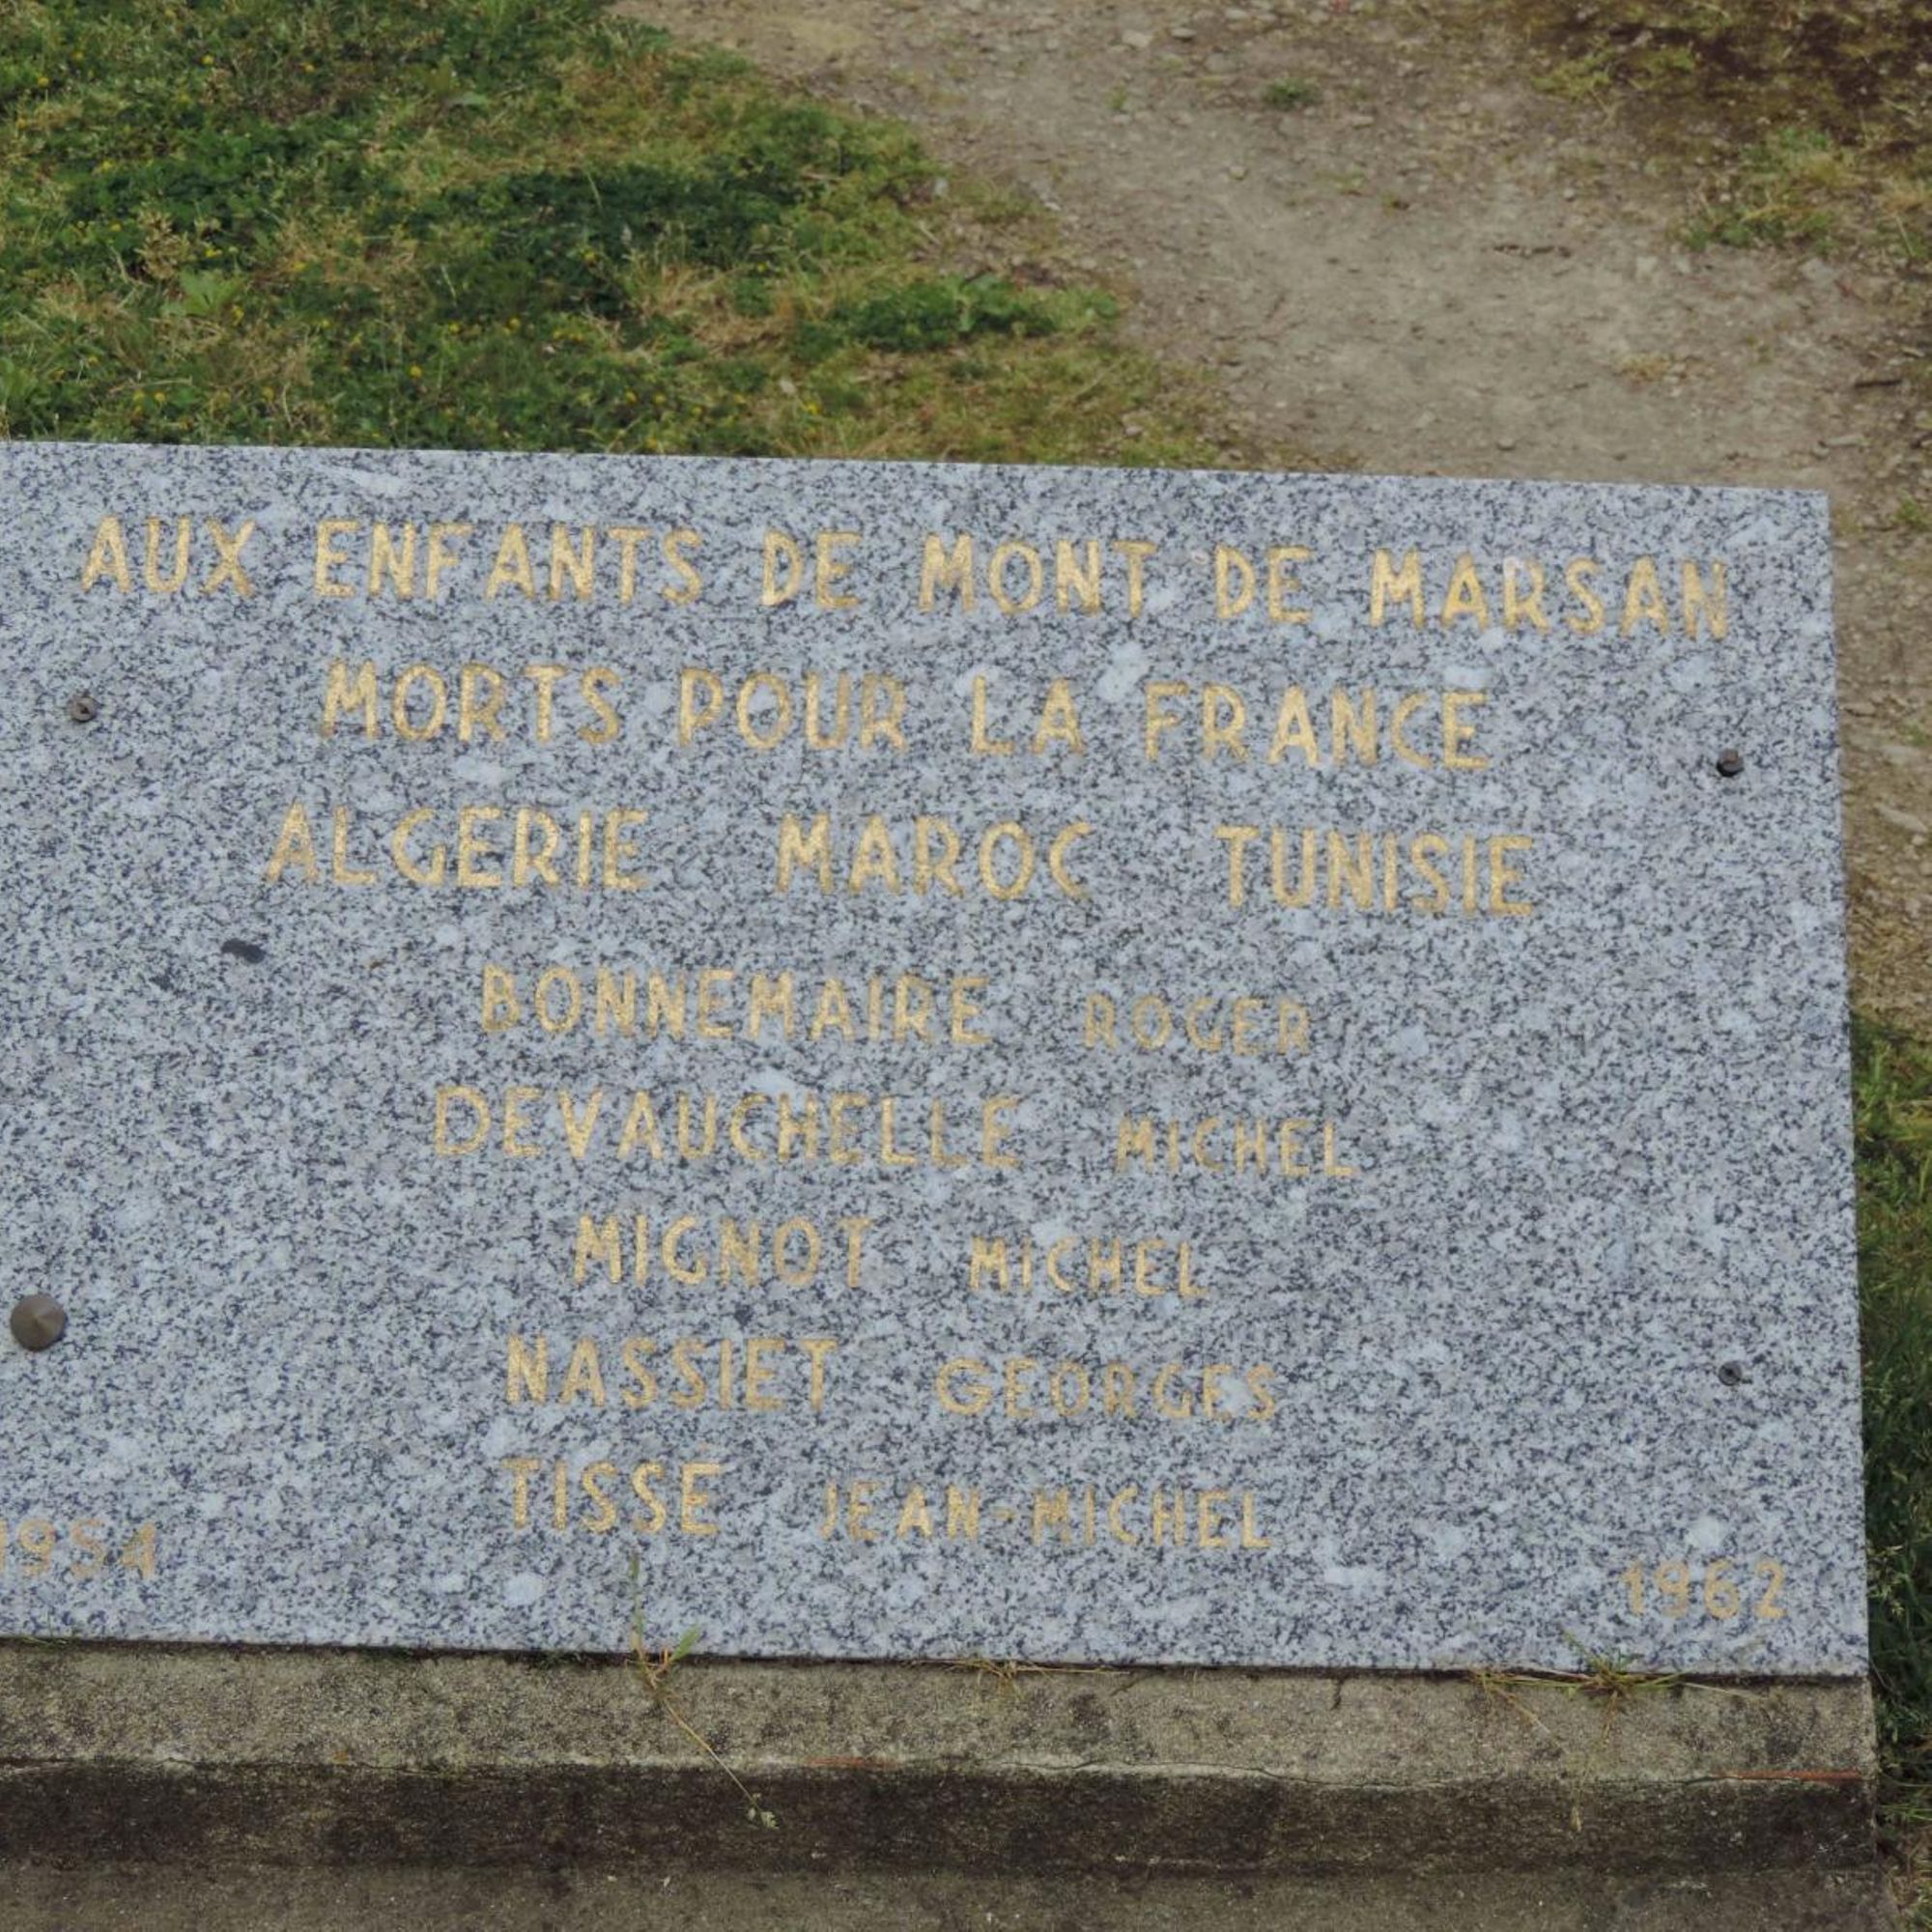 AUX ENFANTS DE MONT DE MARSAN
MORTS POUR LA FRANCE
ALGERIE MAROC TUNISIE
BONNEMAIRE ROGER
DEVAUCHELLE MICHEL
MIGNOT MICHEL
NASSIET GEORGES
TISSÉ JEAN-MICHEL
1954 1962